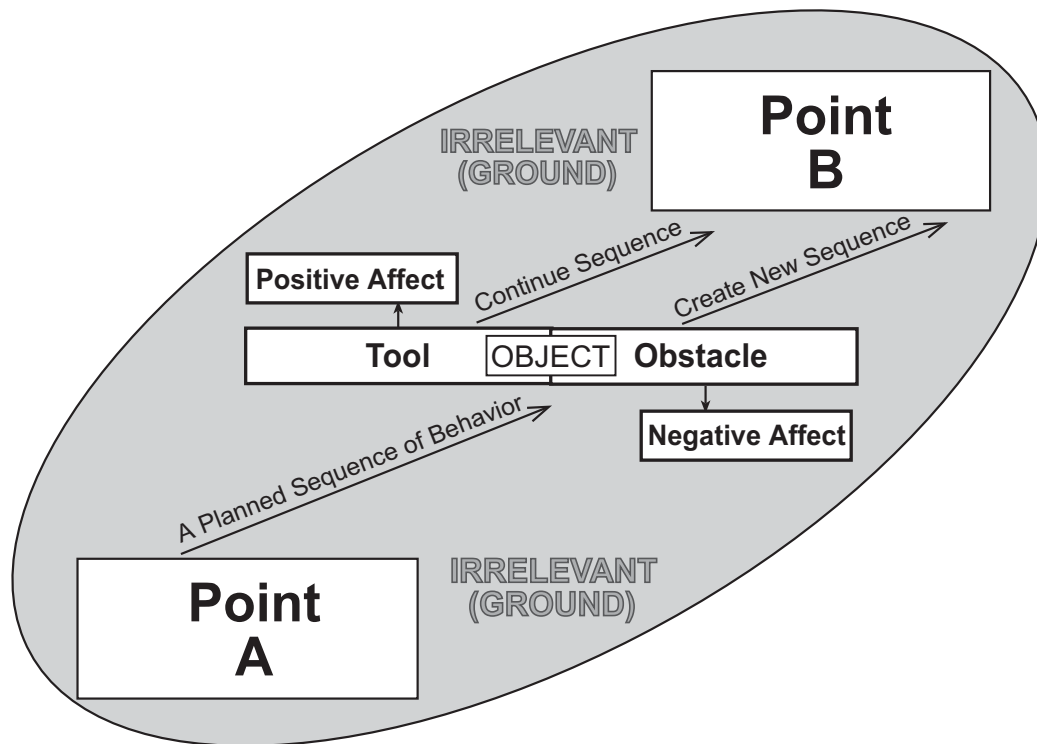 Point
B
IRRELEVANT
(GROUND)
Continue Sequence
Create New Sequence
Positive Affect
Tool
OBJECT
Obstacle
A Planned Sequence of Behavior
Negative Affect
Point
A
IRRELEVANT
(GROUND)